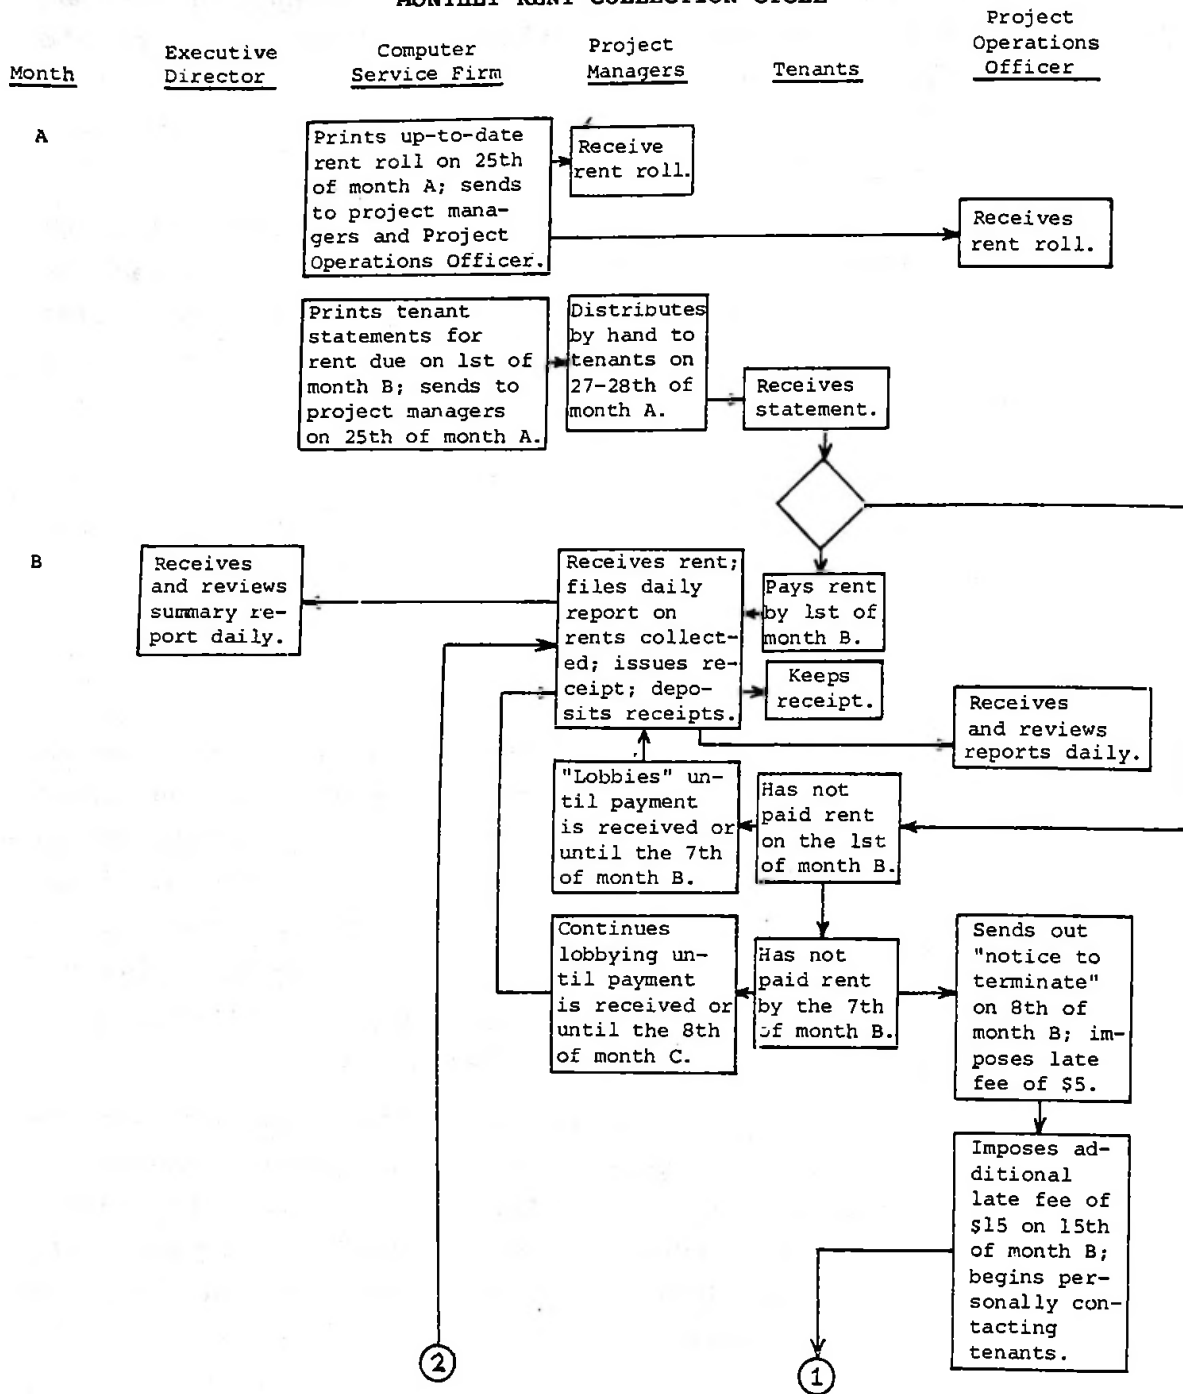 MONTHLY RENT COLLECTION CYCLE
Month
Executive
Director
Computer
Service Firm
Project
Managers
Tenants
Project
Operations
Officer
A
Prints up-to-date
rent roll on 25th
of month A; sends
to project mana-
gers and Project
Operations Officer.
Receive
rent roll.
Receives
rent roll.
Prints tenant
statements for
rent due on 1st of
month B; sends to
project managers
on 25th of month A.
Distributes
by hand to
tenants on
27-28th of
month A.
Receives
statement.
B
Receives
and reviews
summary re-
port daily.
Receives rent;
files daily
report on
rents collect-
ed; issues re-
ceipt; depo-
sits receipts.
Pays rent
by 1st of
month B.
Keeps
receipt.
Receives
and reviews
reports daily.
"Lobbies" un-
til payment
is received or
until the 7th
of month B.
Has not
paid rent
on the 1st
of month B.
Continues
lobbying un-
til payment
is received or
until the 8th
of month C.
Has not
paid rent
by the 7th
of month B.
Sends out
"notice to
terminate"
on 8th of
month B; im-
poses late
fee of $5.
Imposes ad-
ditional
late fee of
$15 on 15th
of month B;
begins per-
sonally con-
tacting
tenants.
2
1